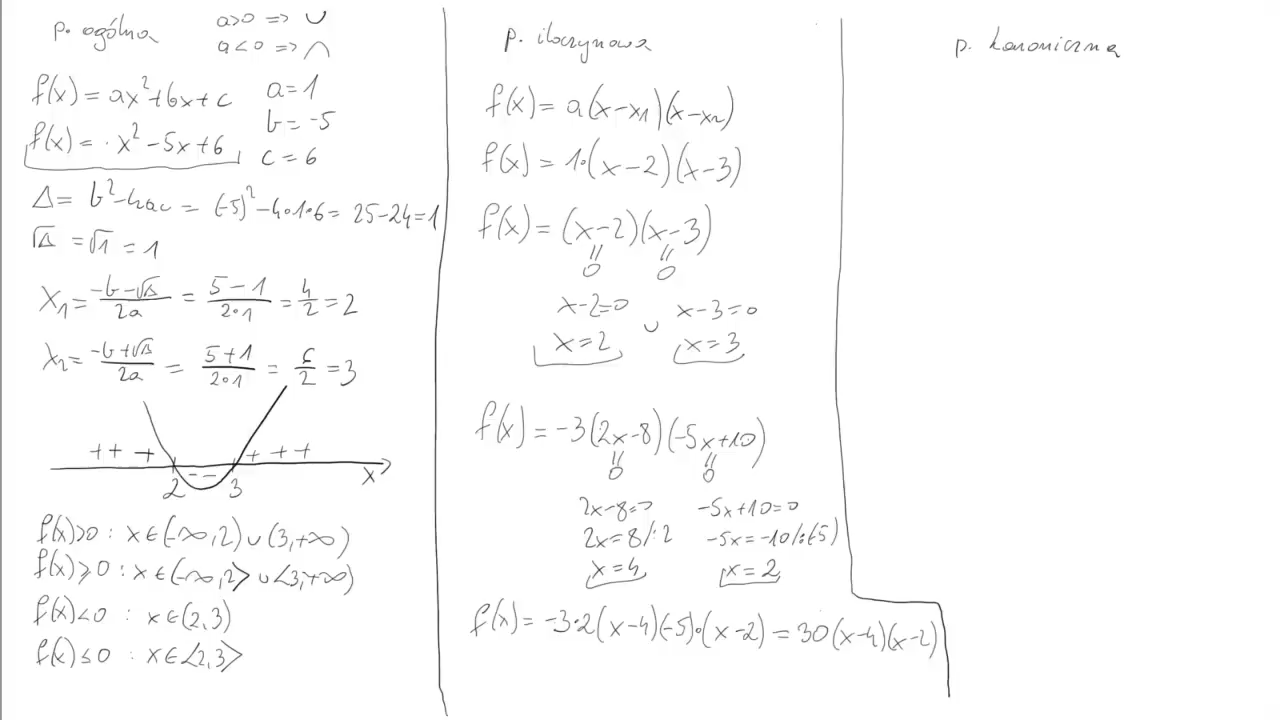 p. ogólna
a>0 => ∪
a<0 => ∩
f(x) = ax²+bx+c
a=1
f(x) = x² - 5x + 6
b = -5
c = 6
Δ = b²-4ac = (-5)² - 4·1·6 = 25-24 = 1
√Δ = √1 = 1
x₁ = (-b-√Δ)/2a = (5-1)/(2·1) = 4/2 = 2
x₂ = (-b+√Δ)/2a = (5+1)/(2·1) = 6/2 = 3
+ + + - - + + +
2 3 x
f(x)>0 : x∈(-∞,2)∪(3,+∞)
f(x)⩾0 : x∈(-∞,2>∪<3,+∞)
f(x)<0 : x∈(2,3)
f(x)≤0 : x∈<2,3>
p. iloczynowa
f(x) = a(x-x₁)(x-x₂)
f(x) = 1·(x-2)(x-3)
f(x) = (x-2)(x-3)
= =
0 0
x-2=0 ∪ x-3=0
x=2 x=3
f(x) = -3(2x-8)(-5x+10)
= =
0 0
2x-8=0 -5x+10=0
2x=8/:2 -5x=-10/:(-5)
x=4 x=2
f(x) = -3·2(x-4)(-5)·(x-2) = 30(x-4)(x-2)
p. kanoniczna